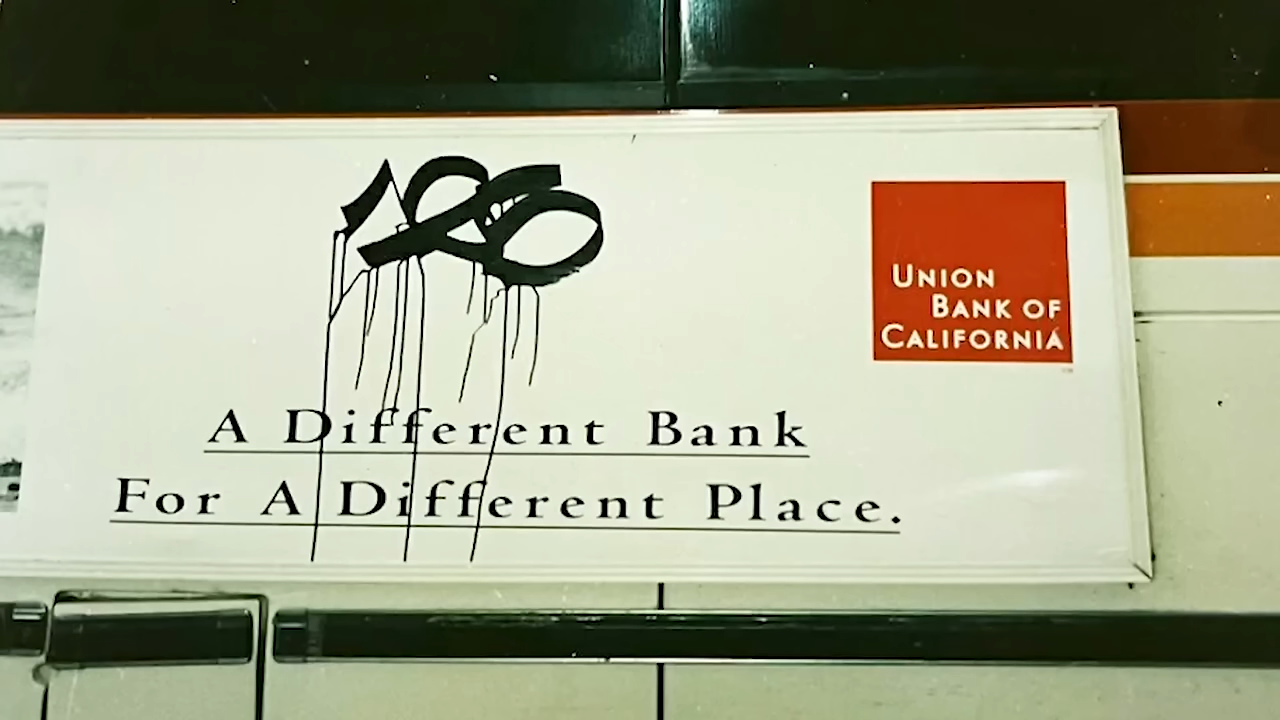 A Different Bank
For A Different Place.
UNION
BANK OF
CALIFORNIA